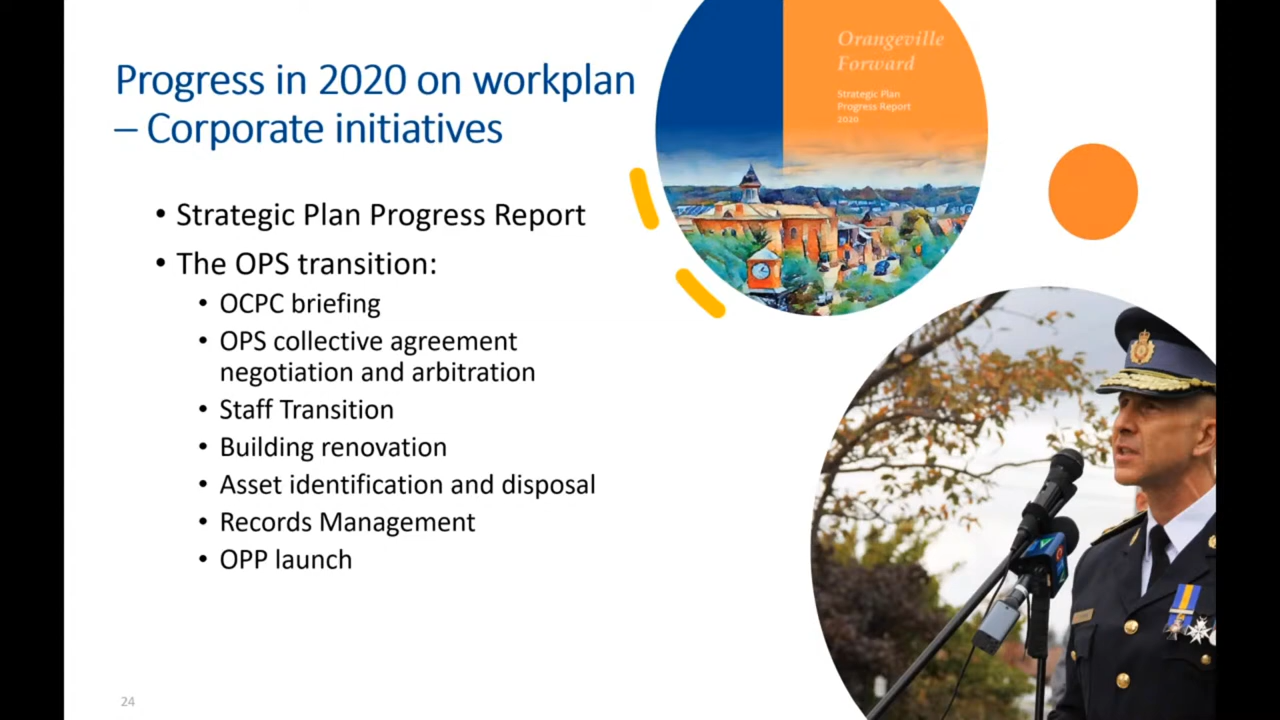 Progress in 2020 on workplan
– Corporate initiatives
• Strategic Plan Progress Report
• The OPS transition:
• OCPC briefing
• OPS collective agreement
negotiation and arbitration
• Staff Transition
• Building renovation
• Asset identification and disposal
• Records Management
• OPP launch
Orangeville
Forward
Strategic Plan
Progress Report
2020
24